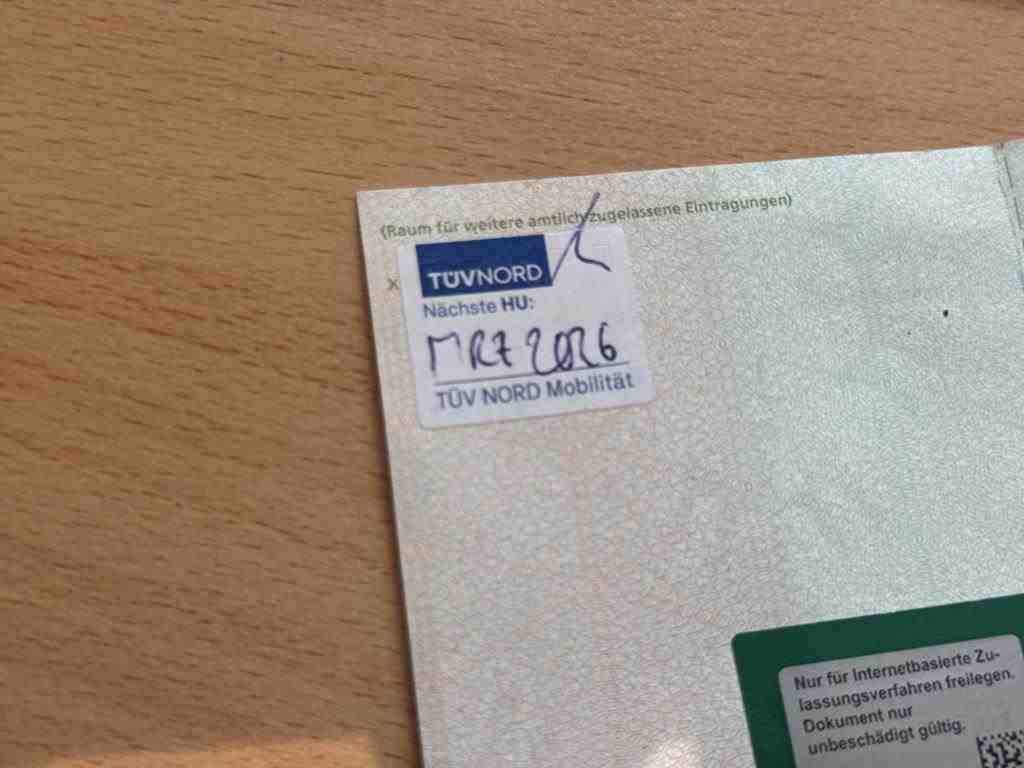 (Raum für weitere amtlich zugelassene Eintragungen)
x
TÜVNORD
Nächste HU:
MRZ 2026
TÜV NORD Mobilität
Nur für Internetbasierte Zu-
lassungsverfahren freilegen.
Dokument nur
unbeschädigt gültig.